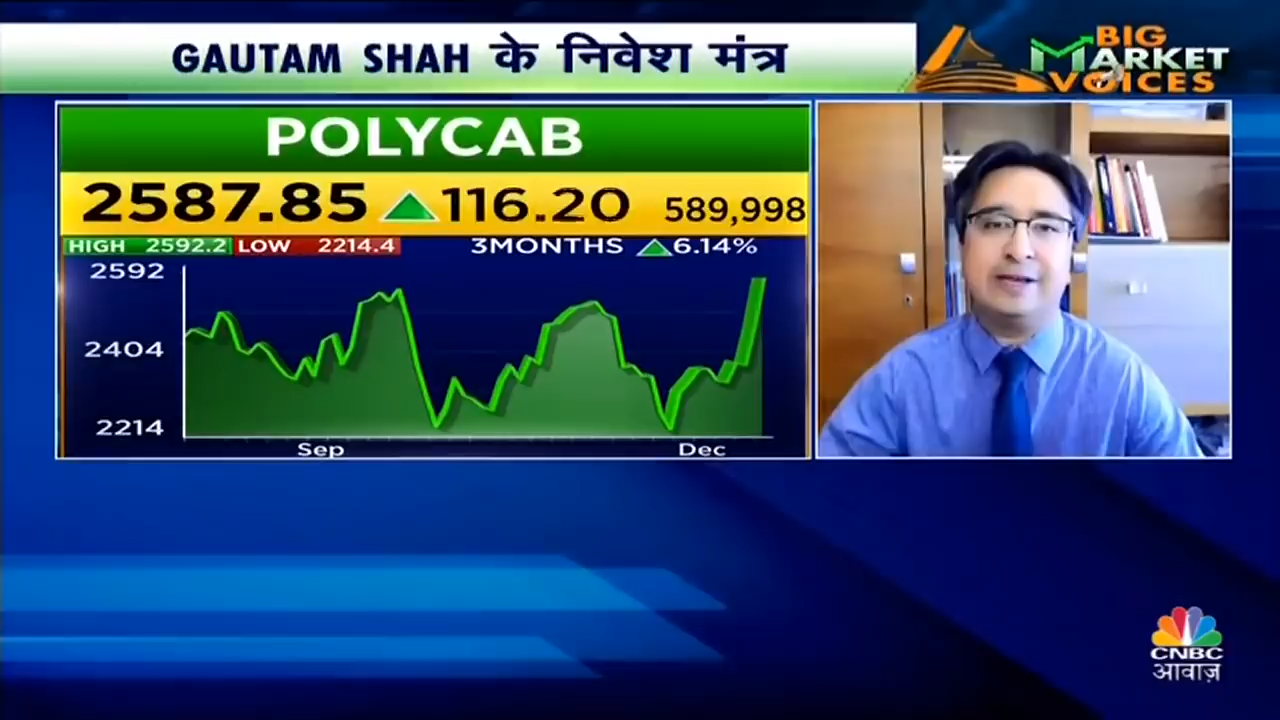 GAUTAM SHAH के निवेश मंत्र
BIG
MARKET
VOICES
POLYCAB
2587.85 116.20 589,998
HIGH 2592.2 LOW 2214.4 3MONTHS 6.14%
2592
2404
2214
Sep Dec
CNBC
आवाज़